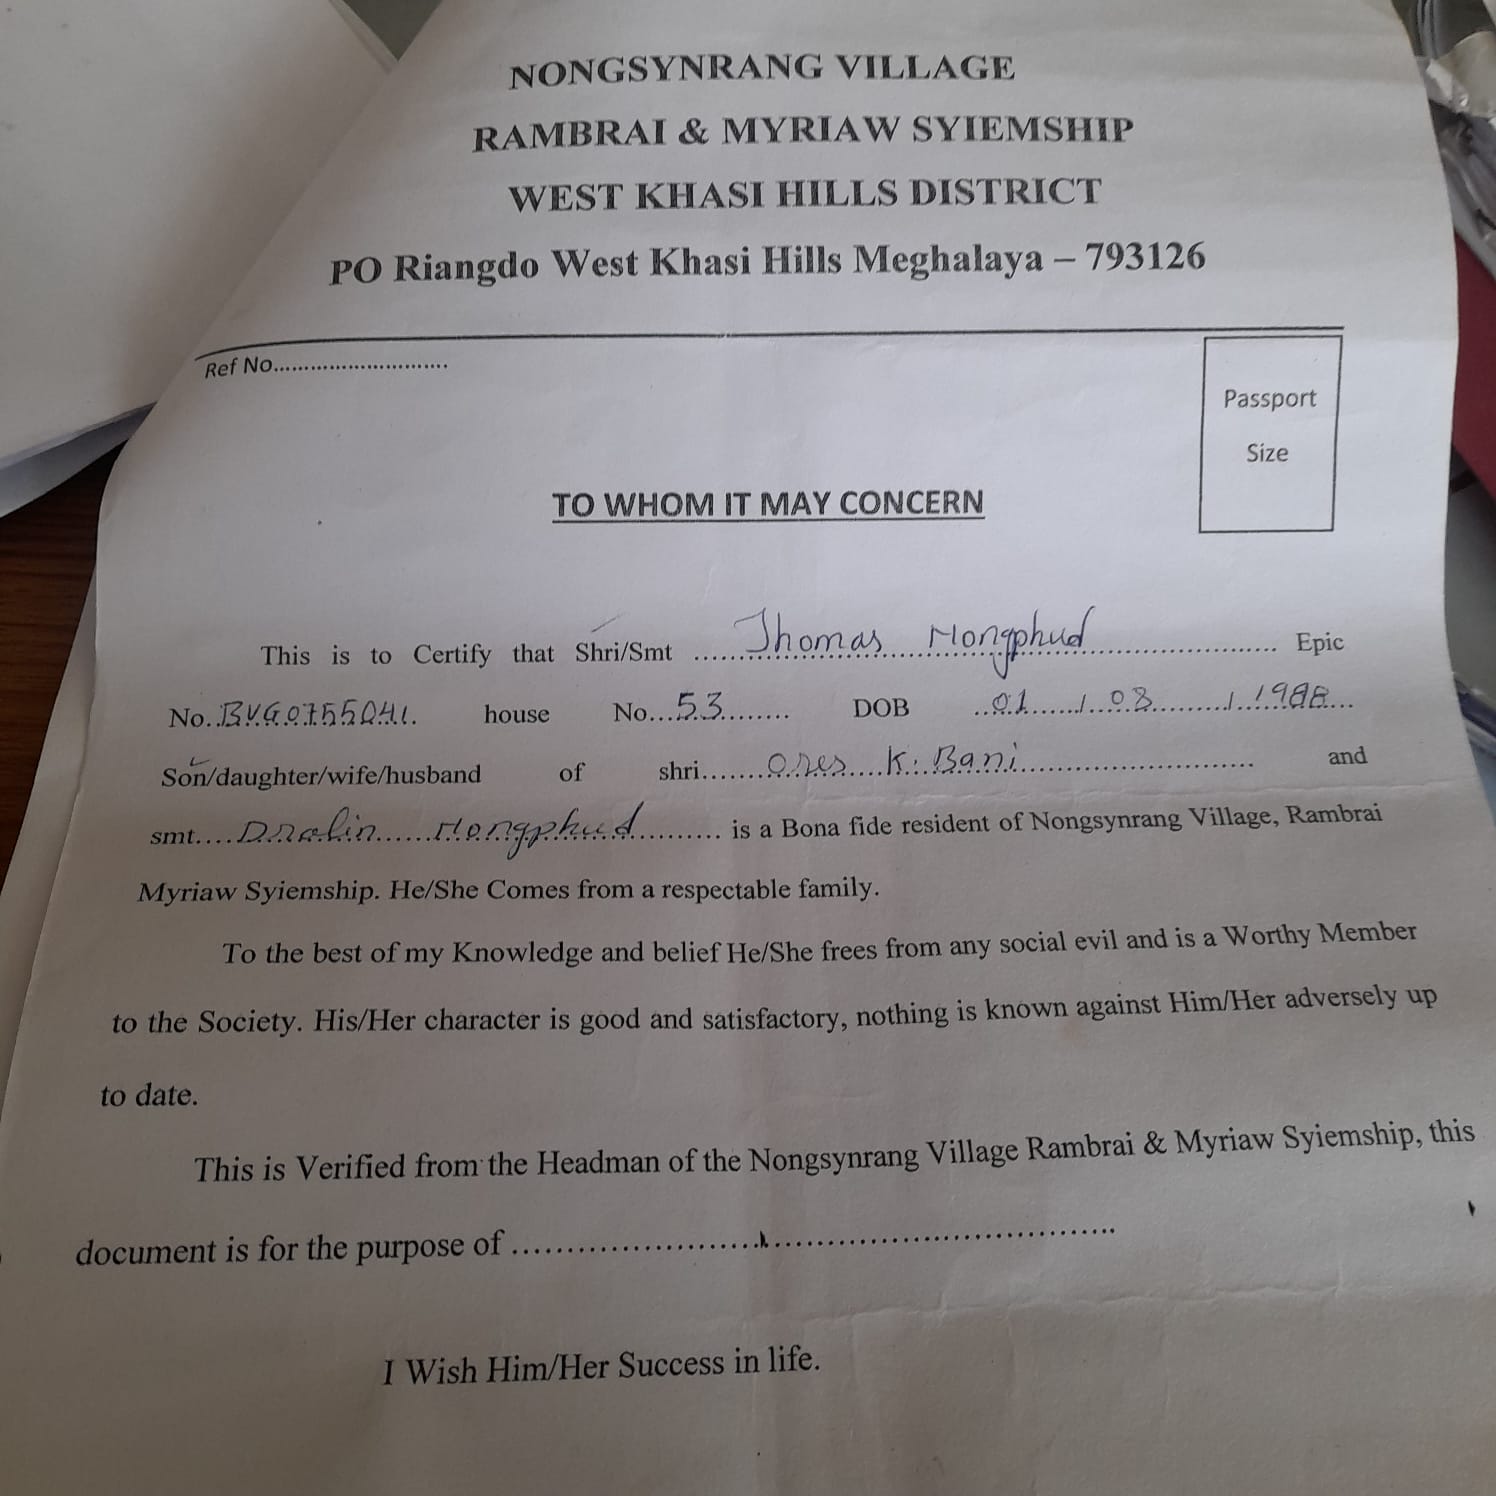 NONGSYNRANG VILLAGE
RAMBRAI & MYRIAW SYIEMSHIP
WEST KHASI HILLS DISTRICT
PO Riangdo West Khasi Hills Meghalaya – 793126
Ref No..............................
Passport
Size
TO WHOM IT MAY CONCERN
This is to Certify that Shri/Smt ....... Thomas Nongphud ....... Epic
No. BVG0755041. house No... 53 ........ DOB .. 01 / 08 / 1988 ...
Son/daughter/wife/husband of shri....... Ores K. Bani ....... and
smt.... Dralin Nongphud .......... is a Bona fide resident of Nongsynrang Village, Rambrai
Myriaw Syiemship. He/She Comes from a respectable family.
To the best of my Knowledge and belief He/She frees from any social evil and is a Worthy Member
to the Society. His/Her character is good and satisfactory, nothing is known against Him/Her adversely up
to date.
This is Verified from the Headman of the Nongsynrang Village Rambrai & Myriaw Syiemship, this
document is for the purpose of ............................................................
I Wish Him/Her Success in life.